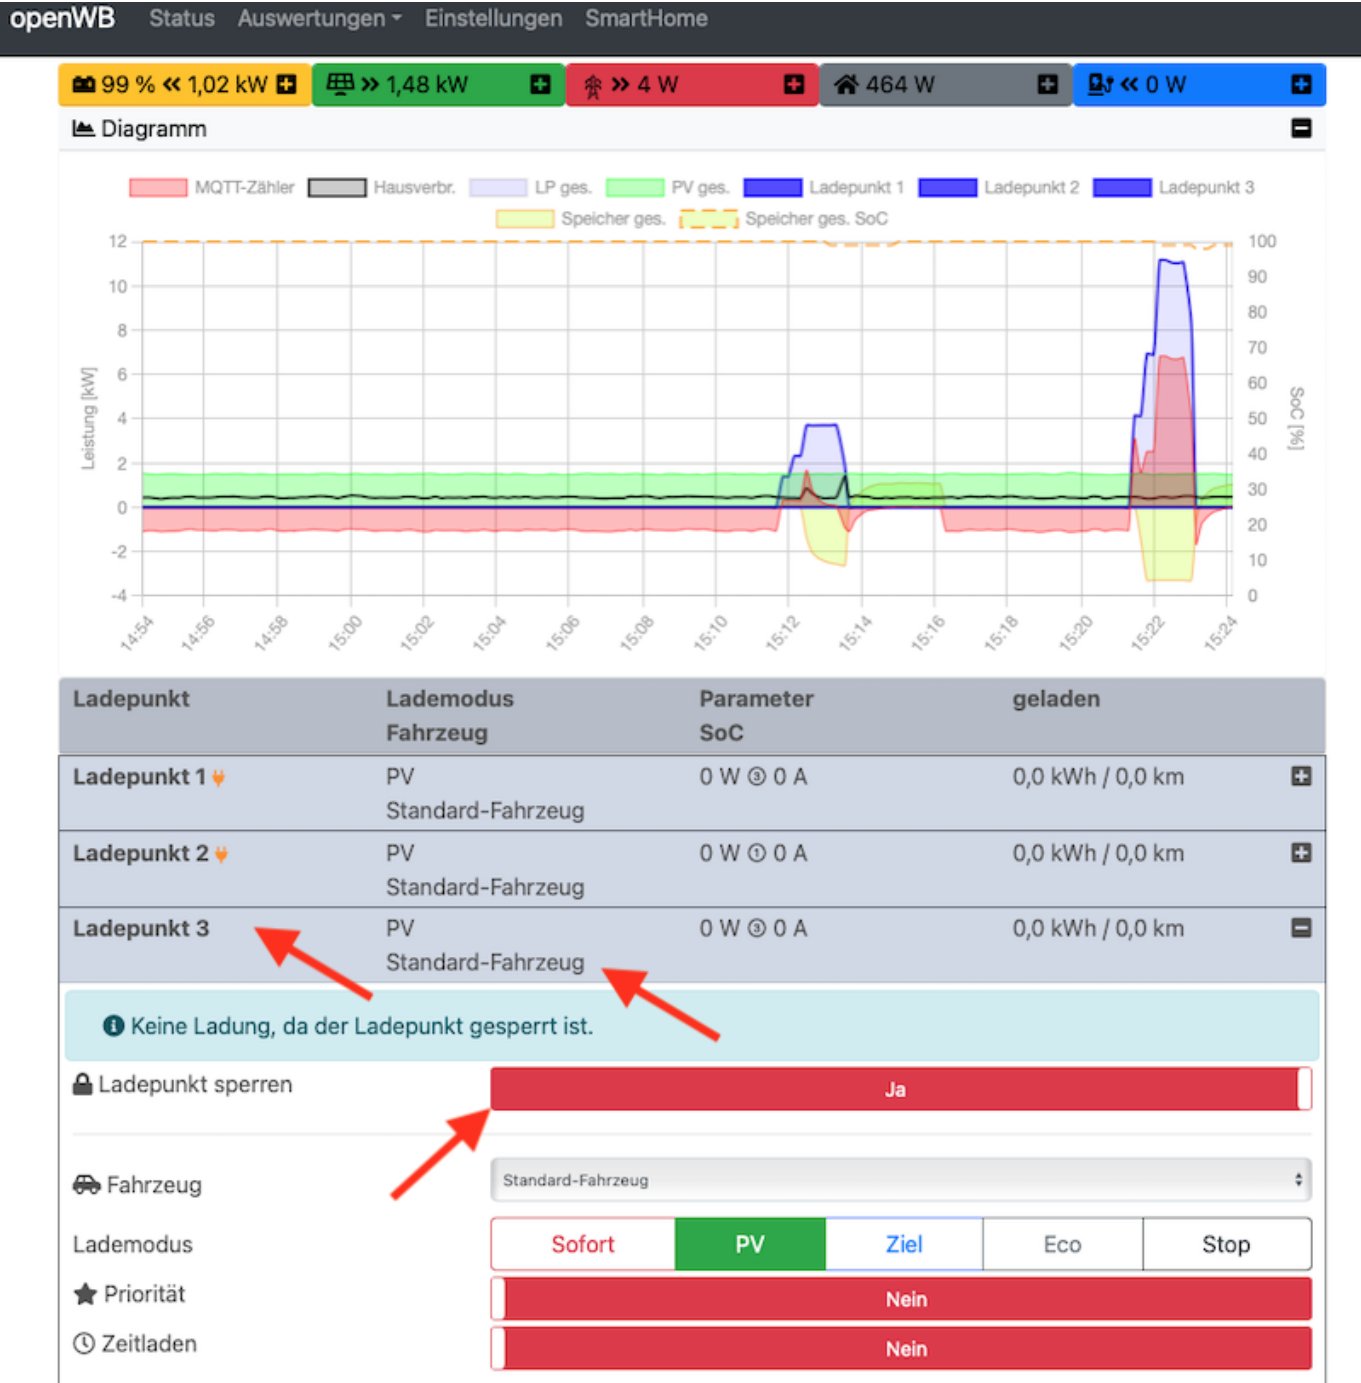 openWB Status Auswertungen Einstellungen SmartHome
99 % 1,02 kW 1,48 kW 4 W 464 W 0 W
Diagramm
MQTT-Zähler Hausverbr. LP ges. PV ges. Ladepunkt 1 Ladepunkt 2 Ladepunkt 3
Speicher ges. Speicher ges. SoC
12 100
10 90
80
8
70
6 60
4 50
40
2
30
0
20
-2
10
-4 0
Leistung [kW]
SoC [%]
14:54 14:56 14:58 15:00 15:02 15:04 15:06 15:08 15:10 15:12 15:14 15:16 15:18 15:20 15:22 15:24
Ladepunkt Lademodus Parameter geladen
Fahrzeug SoC
Ladepunkt 1 PV 0 W ③ 0 A 0,0 kWh / 0,0 km
Standard-Fahrzeug
Ladepunkt 2 PV 0 W ① 0 A 0,0 kWh / 0,0 km
Standard-Fahrzeug
Ladepunkt 3 PV 0 W ③ 0 A 0,0 kWh / 0,0 km
Standard-Fahrzeug
Keine Ladung, da der Ladepunkt gesperrt ist.
Ladepunkt sperren Ja
Fahrzeug Standard-Fahrzeug
Lademodus Sofort PV Ziel Eco Stop
Priorität Nein
Zeitladen Nein